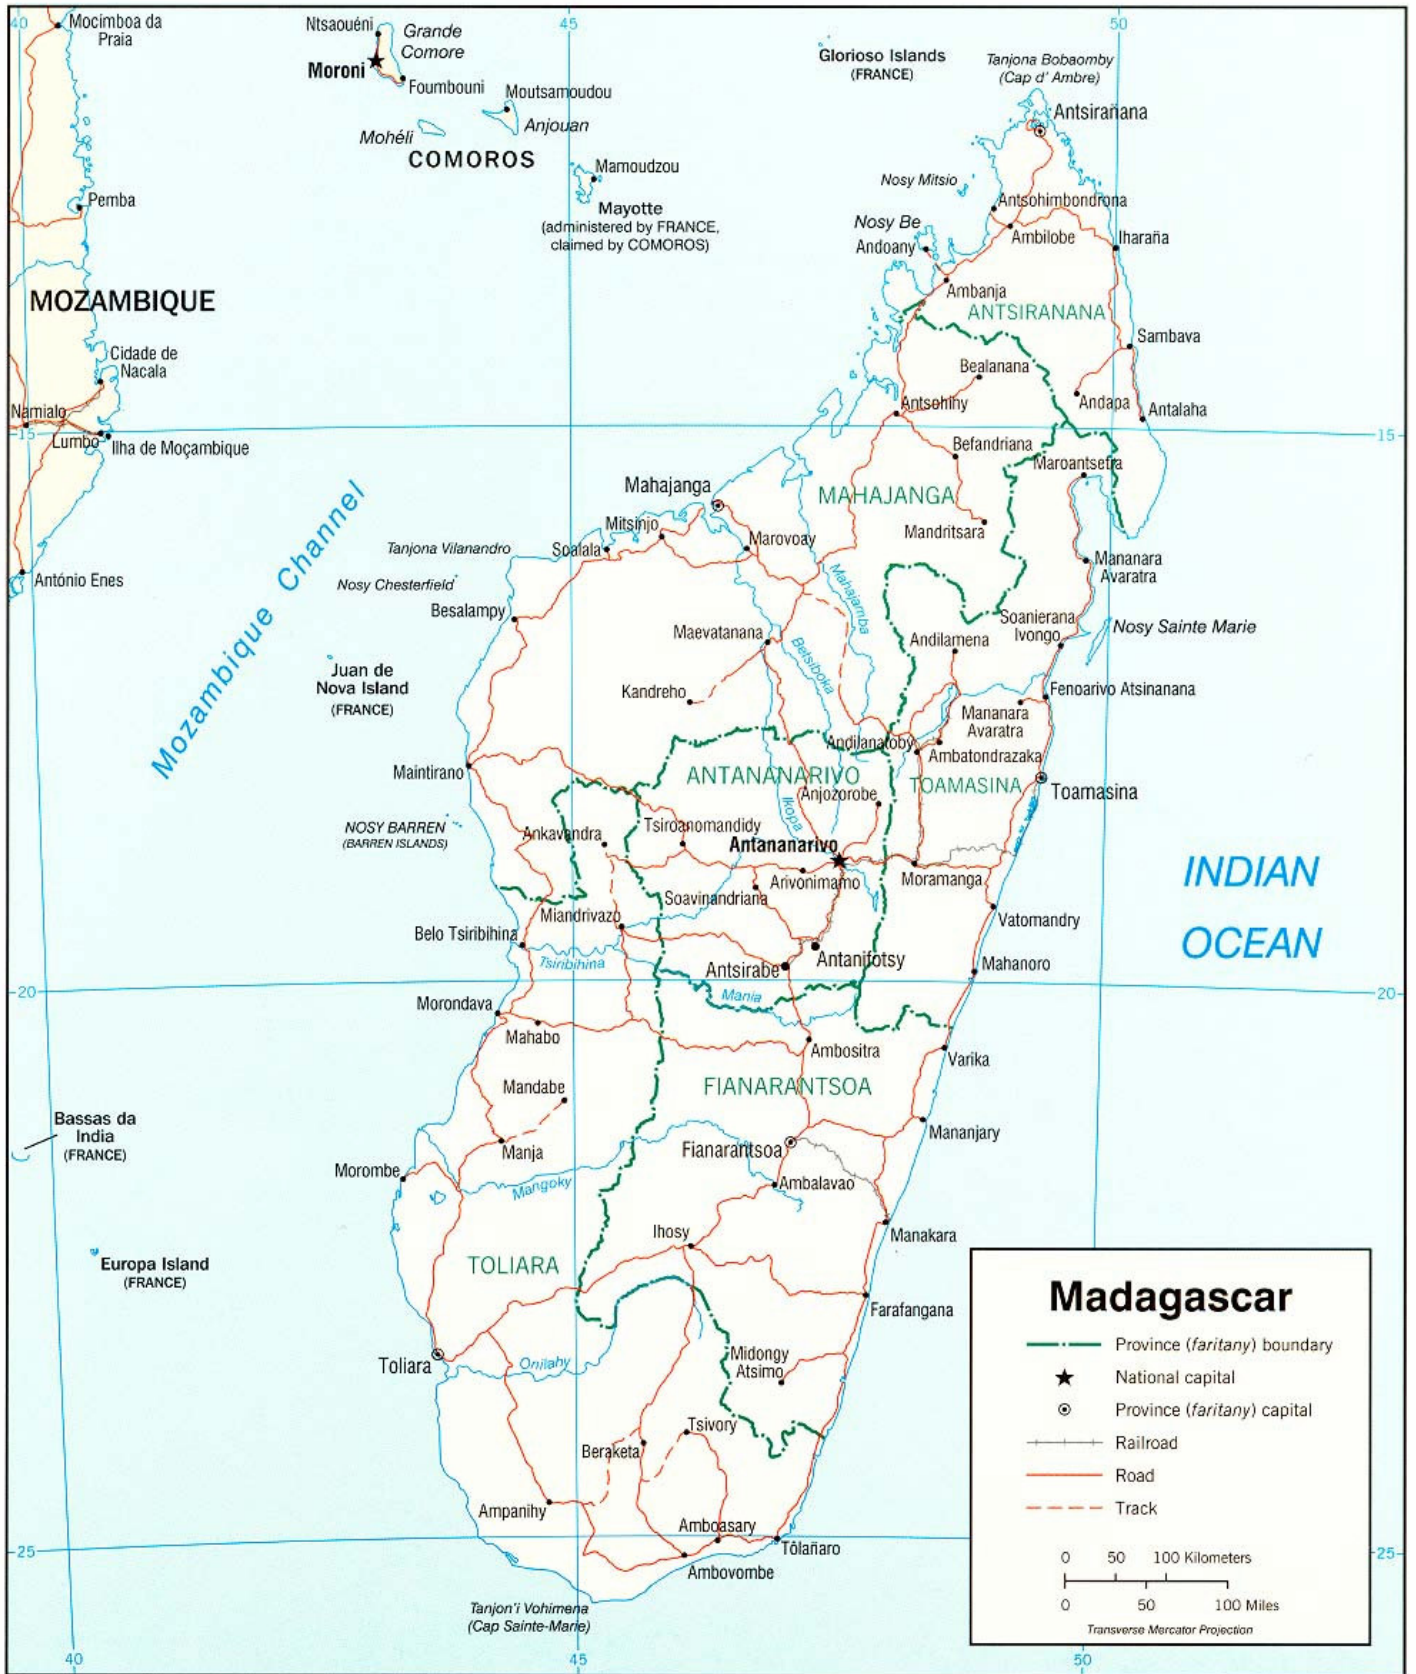 40
45
50
Mocimboa da
Praia
Ntsaouéni
Grande
Comore
Moroni
Foumbouni
Moutsamoudou
Mohéli
Anjouan
COMOROS
Mamoudzou
Mayotte
(administered by FRANCE,
claimed by COMOROS)
Glorioso Islands
(FRANCE)
Tanjona Bobaomby
(Cap d' Ambre)
Antsirañana
Nosy Mitsio
Antsohimbondrona
Nosy Be
Andoany
Ambilobe
Iharaña
Ambanja
ANTSIRANANA
Sambava
Bealanana
Andapa
Antalaha
Antsohihy
Pemba
MOZAMBIQUE
Cidade de
Nacala
Namialo
15
Lumbo
Ilha de Moçambique
15
António Enes
Mozambique Channel
Befandriana
Maroantsetra
Mahajanga
MAHAJANGA
Mandritsara
Mitsinjo
Marovoay
Tanjona Vilanandro
Soalala
Mananara
Avaratra
Nosy Chesterfield
Mahajamba
Besalampy
Soanierana
Ivongo
Nosy Sainte Marie
Maevatanana
Andilamena
Betsiboka
Juan de
Nova Island
(FRANCE)
Kandreho
Fenoarivo Atsinanana
Mananara
Avaratra
Andilanatoby
Ambatondrazaka
Maintirano
ANTANANARIVO
TOAMASINA
Toamasina
Anjozorobe
Ikopa
NOSY BARREN
(BARREN ISLANDS)
Ankavandra
Tsiroanomandidy
Antananarivo
Arivonimamo
Moramanga
INDIAN
OCEAN
Soavinandriana
Miandrivazo
Vatomandry
Belo Tsiribihina
Tsiribihina
Antsirabe
Antanifotsy
Mahanoro
20
Mania
20
Morondava
Mahabo
Ambositra
Varika
Mandabe
FIANARANTSOA
Bassas da
India
(FRANCE)
Mananjary
Manja
Fianarantsoa
Morombe
Mangoky
Ambalavao
Ihosy
Manakara
Europa Island
(FRANCE)
TOLIARA
Farafangana
Toliara
Onilahy
Midongy
Atsimo
Tsivory
Beraketa
Ampanihy
Amboasary
Tôlañaro
25
Ambovombe
25
Tanjon'i Vohimena
(Cap Sainte-Marie)
Madagascar
Province (faritany) boundary
National capital
Province (faritany) capital
Railroad
Road
Track
0 50 100 Kilometers
0 50 100 Miles
Transverse Mercator Projection
40
45
50